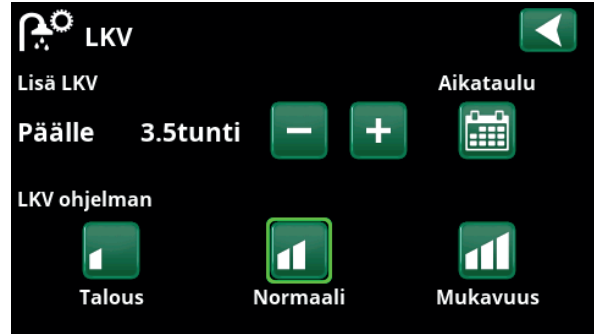 LKV
Lisä LKV Aikataulu
Päälle 3.5tunti − +
LKV ohjelman
Talous Normaali Mukavuus